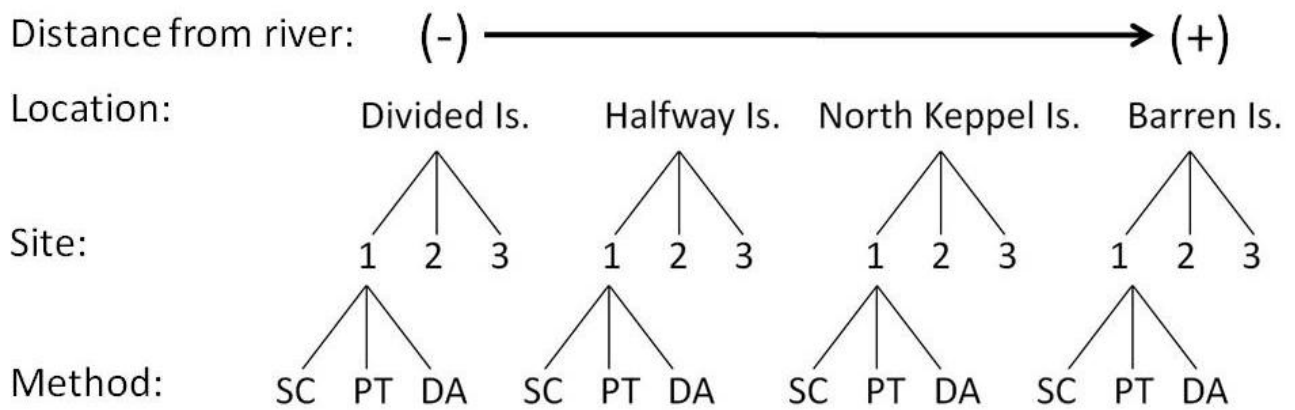 Distance from river: (-) (+)
Location: Divided Is. Halfway Is. North Keppel Is. Barren Is.
Site: 1 2 3 1 2 3 1 2 3 1 2 3
Method: SC PT DA SC PT DA SC PT DA SC PT DA